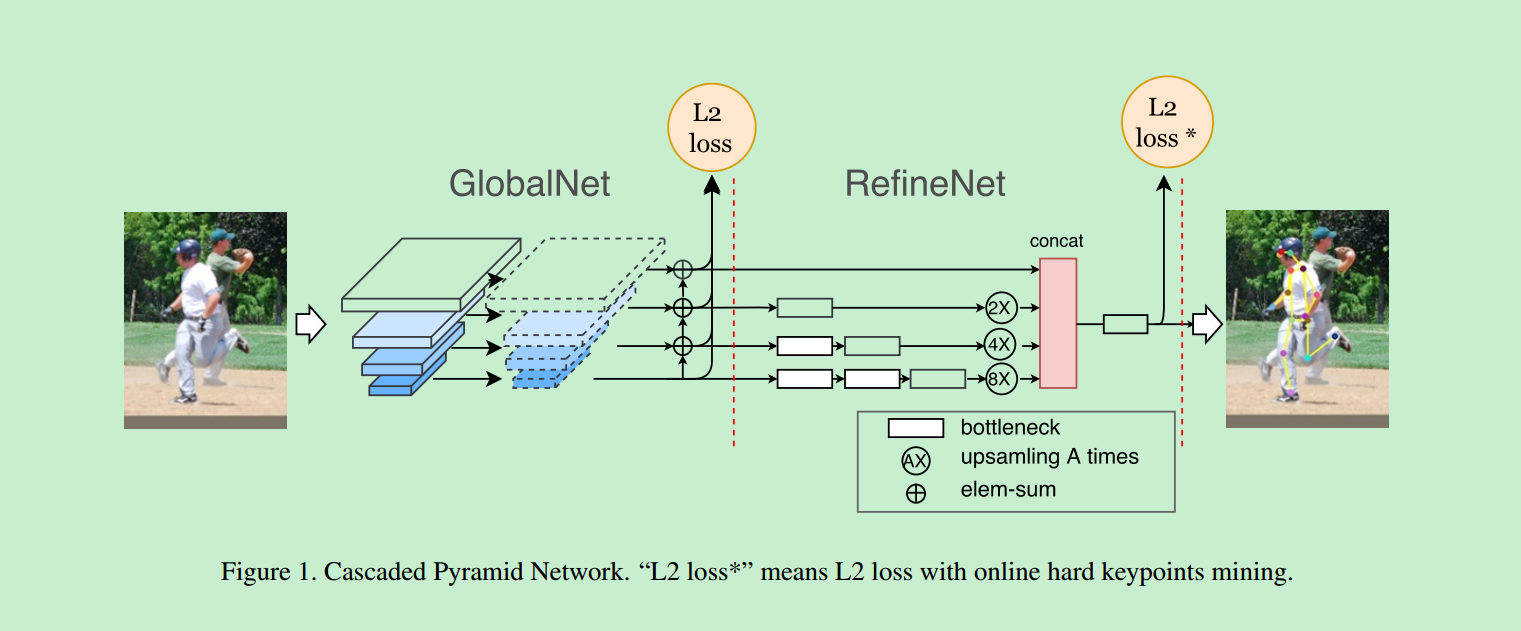 L2
loss
L2
loss *
GlobalNet
RefineNet
concat
2X
4X
8X
bottleneck
AX
upsamling A times
elem-sum
Figure 1. Cascaded Pyramid Network. “L2 loss*” means L2 loss with online hard keypoints mining.